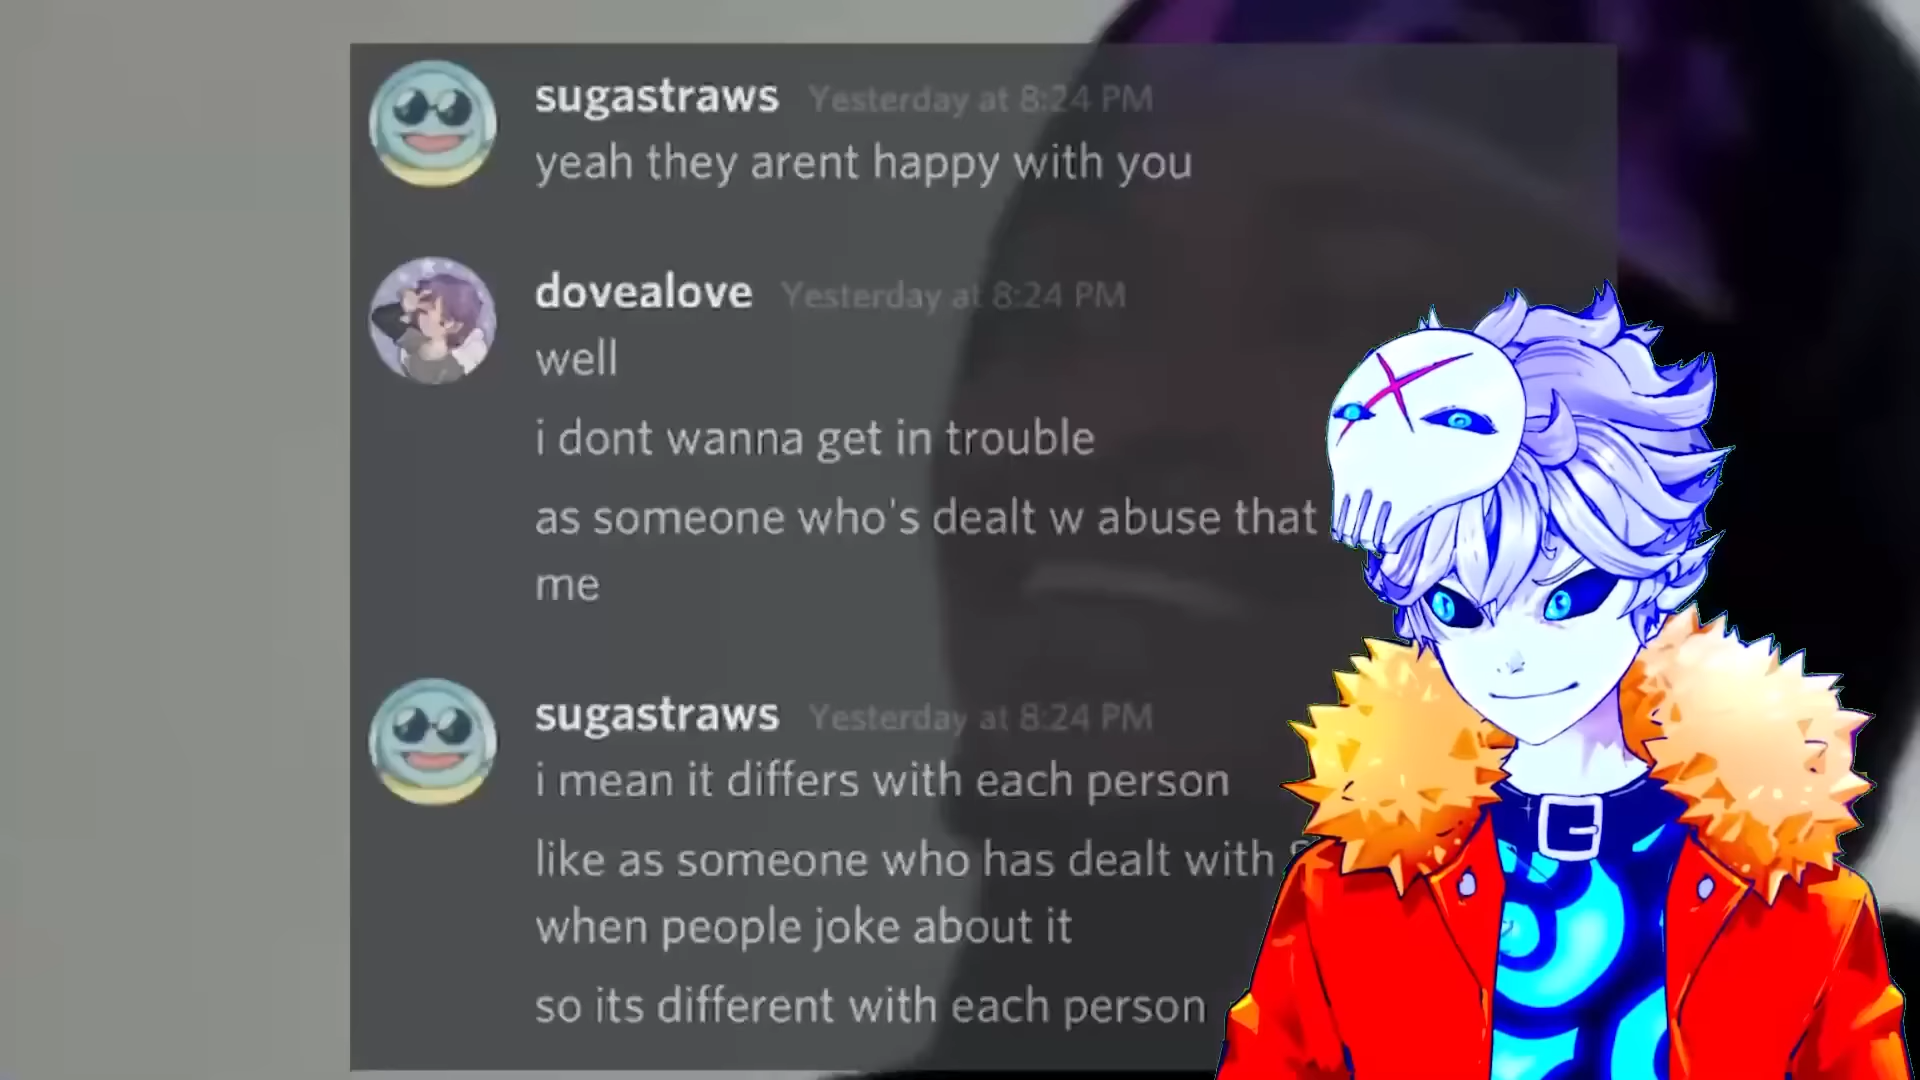 sugastraws Yesterday at 8:24 PM
yeah they arent happy with you
dovealove Yesterday at 8:24 PM
well
i dont wanna get in trouble
as someone who's dealt w abuse that
me
sugastraws Yesterday at 8:24 PM
i mean it differs with each person
like as someone who has dealt with
when people joke about it
so its different with each person